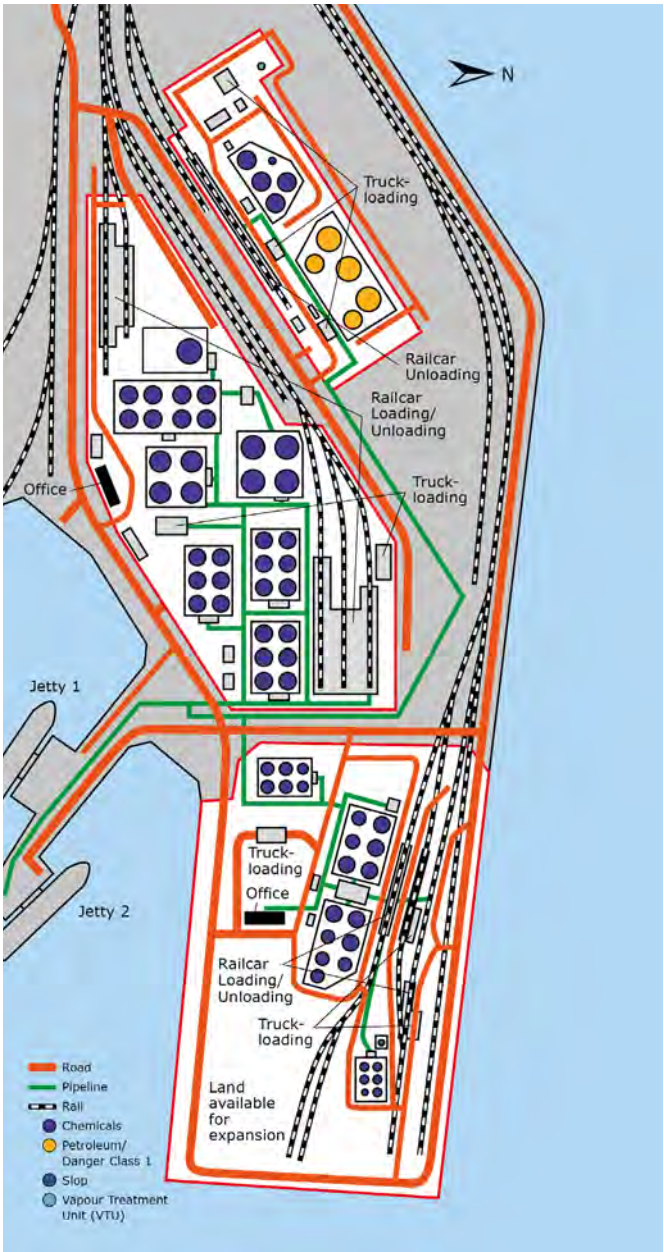 N
Truck-
loading
Railcar
Unloading
Railcar
Loading/
Unloading
Office
Truck-
loading
Jetty 1
Truck-
loading
Office
Jetty 2
Railcar
Loading/
Unloading
Truck-
loading
Land
available
for
expansion
Road
Pipeline
Rail
Chemicals
Petroleum/
Danger Class 1
Slop
Vapour Treatment
Unit (VTU)